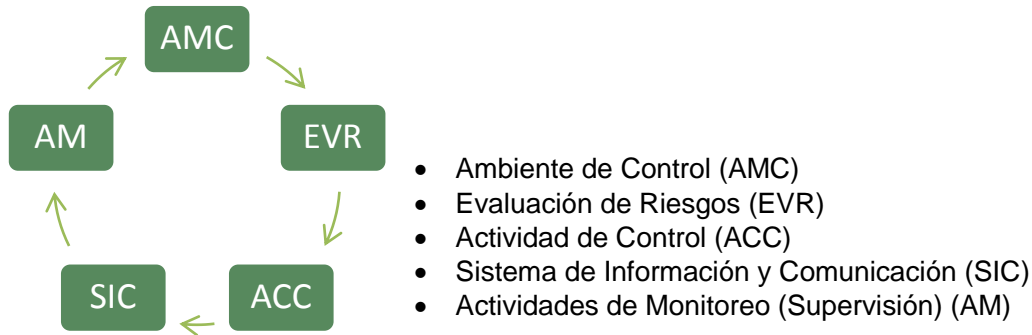 AMC
AM
EVR
SIC
ACC
• Ambiente de Control (AMC)
• Evaluación de Riesgos (EVR)
• Actividad de Control (ACC)
• Sistema de Información y Comunicación (SIC)
• Actividades de Monitoreo (Supervisión) (AM)